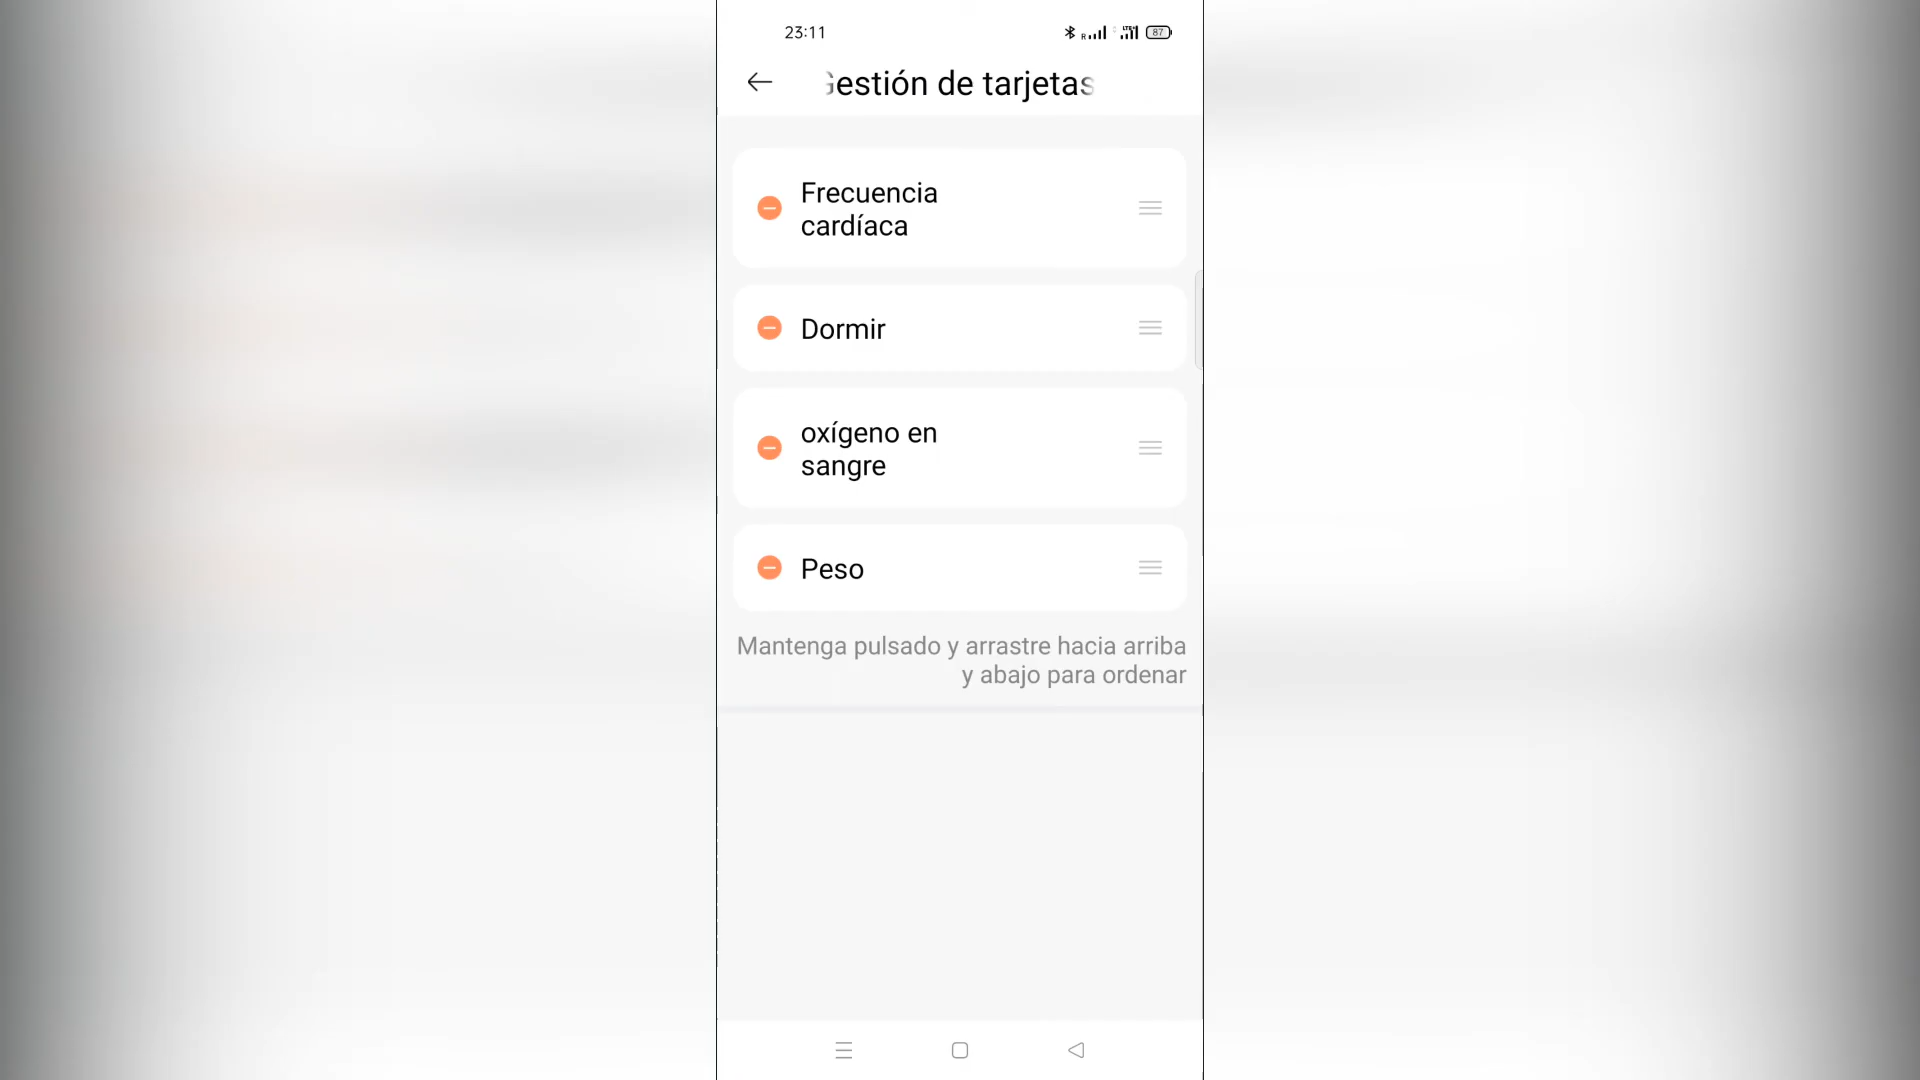 23:11
87
Gestión de tarjetas
Frecuencia
cardíaca
Dormir
oxígeno en
sangre
Peso
Mantenga pulsado y arrastre hacia arriba
y abajo para ordenar